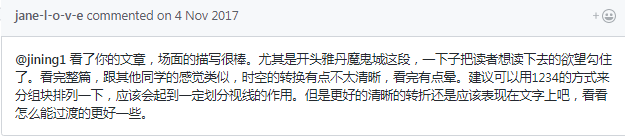 jane-l-o-v-e commented on 4 Nov 2017
@jining1 看了你的文章，场面的描写很棒。尤其是开头雅丹魔鬼城这段，一下子把读者想读下去的欲望勾住
了。看完整篇，跟其他同学的感觉类似，时空的转换有点不太清晰，看完有点晕。建议可以用1234的方式来
分组块排列一下，应该会起到一定划分视线的作用。但是更好的清晰的转折还是应该表现在文字上吧，看看
怎么能过渡的更好一些。